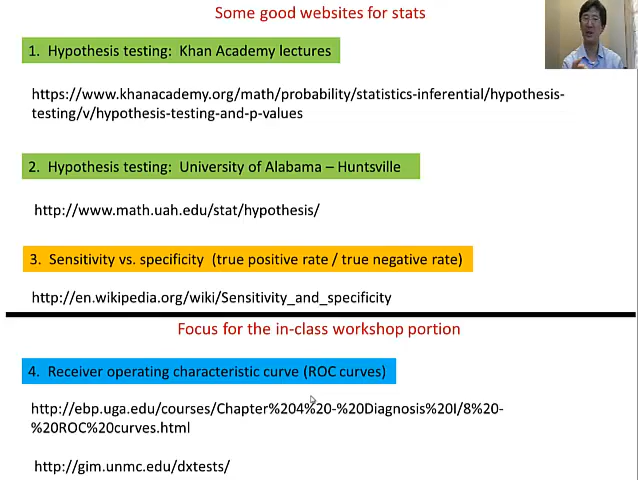 Some good websites for stats
1. Hypothesis testing: Khan Academy lectures
https://www.khanacademy.org/math/probability/statistics-inferential/hypothesis-
testing/v/hypothesis-testing-and-p-values
2. Hypothesis testing: University of Alabama – Huntsville
http://www.math.uah.edu/stat/hypothesis/
3. Sensitivity vs. specificity (true positive rate / true negative rate)
http://en.wikipedia.org/wiki/Sensitivity_and_specificity
Focus for the in-class workshop portion
4. Receiver operating characteristic curve (ROC curves)
http://ebp.uga.edu/courses/Chapter%204%20-%20Diagnosis%20I/8%20-
%20ROC%20curves.html
http://gim.unmc.edu/dxtests/